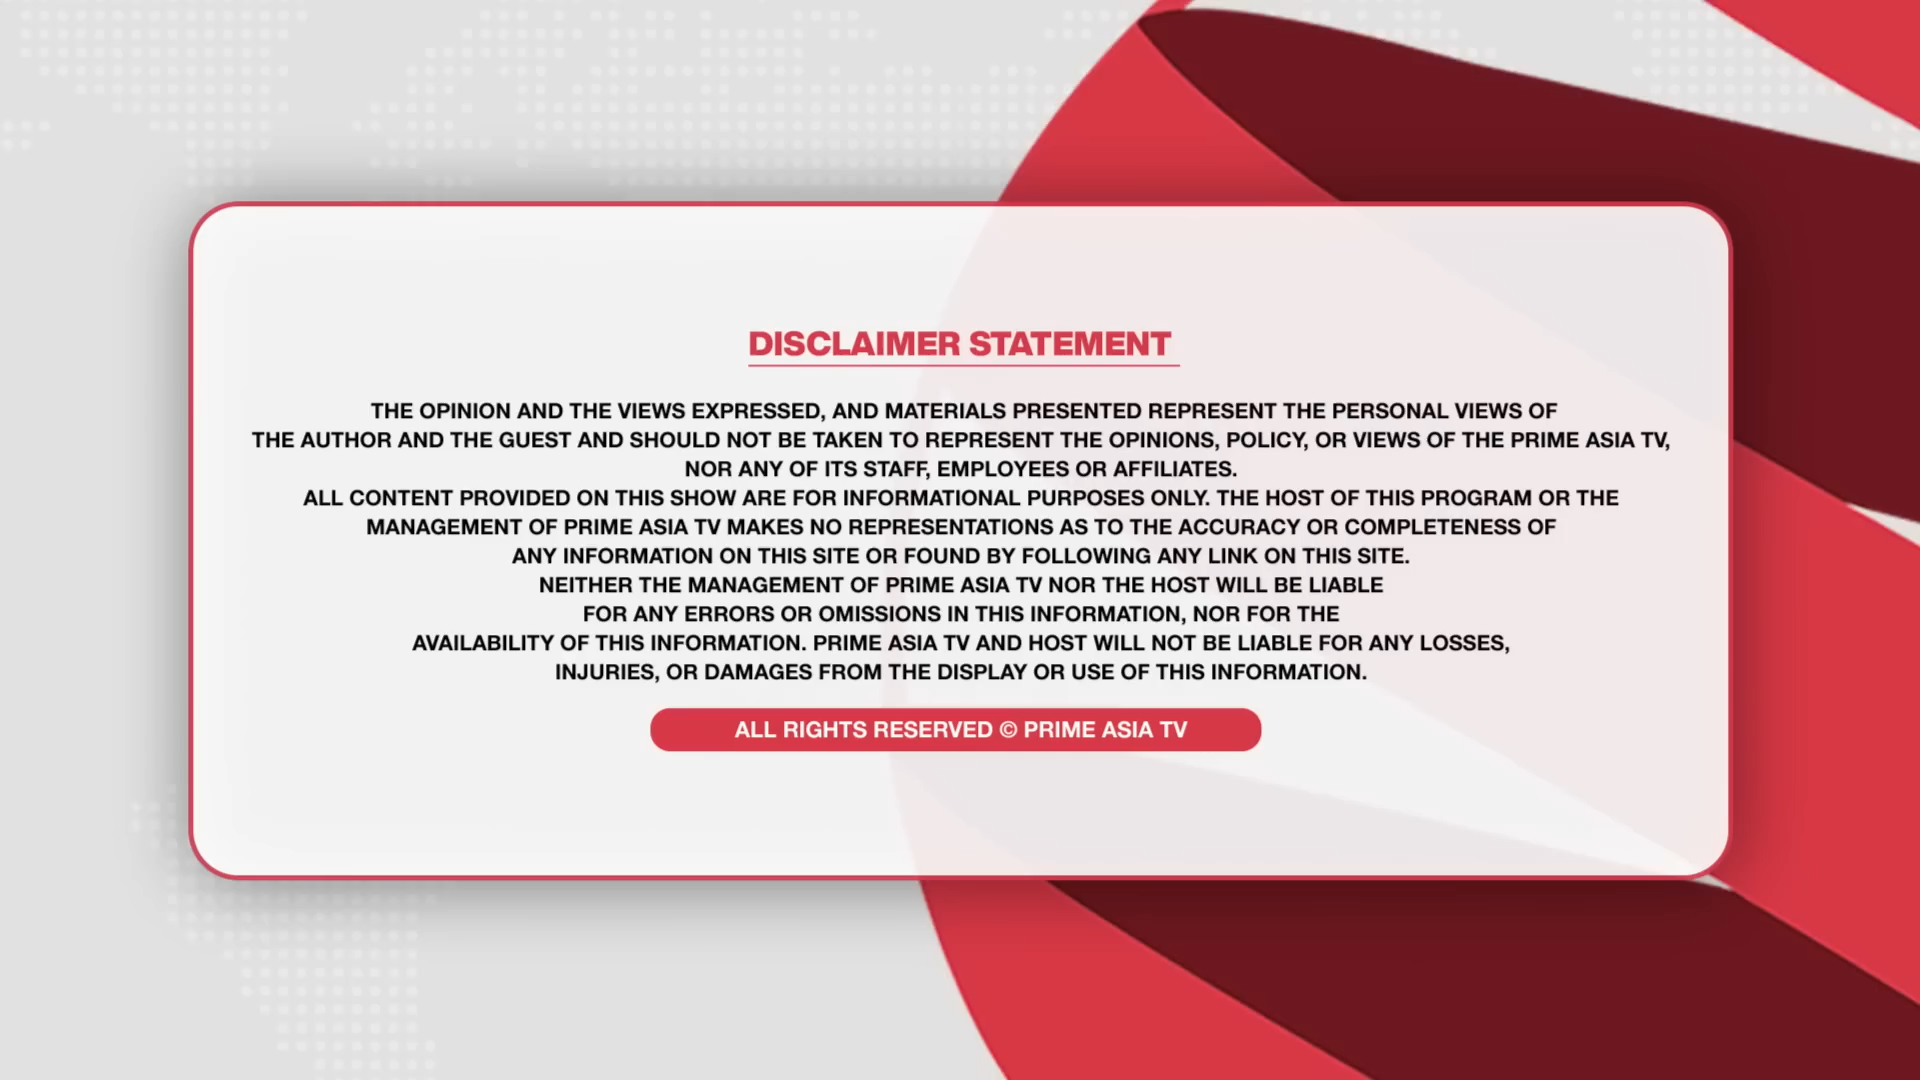 DISCLAIMER STATEMENT
THE OPINION AND THE VIEWS EXPRESSED, AND MATERIALS PRESENTED REPRESENT THE PERSONAL VIEWS OF
THE AUTHOR AND THE GUEST AND SHOULD NOT BE TAKEN TO REPRESENT THE OPINIONS, POLICY, OR VIEWS OF THE PRIME ASIA TV,
NOR ANY OF ITS STAFF, EMPLOYEES OR AFFILIATES.
ALL CONTENT PROVIDED ON THIS SHOW ARE FOR INFORMATIONAL PURPOSES ONLY. THE HOST OF THIS PROGRAM OR THE
MANAGEMENT OF PRIME ASIA TV MAKES NO REPRESENTATIONS AS TO THE ACCURACY OR COMPLETENESS OF
ANY INFORMATION ON THIS SITE OR FOUND BY FOLLOWING ANY LINK ON THIS SITE.
NEITHER THE MANAGEMENT OF PRIME ASIA TV NOR THE HOST WILL BE LIABLE
FOR ANY ERRORS OR OMISSIONS IN THIS INFORMATION, NOR FOR THE
AVAILABILITY OF THIS INFORMATION. PRIME ASIA TV AND HOST WILL NOT BE LIABLE FOR ANY LOSSES,
INJURIES, OR DAMAGES FROM THE DISPLAY OR USE OF THIS INFORMATION.
ALL RIGHTS RESERVED © PRIME ASIA TV